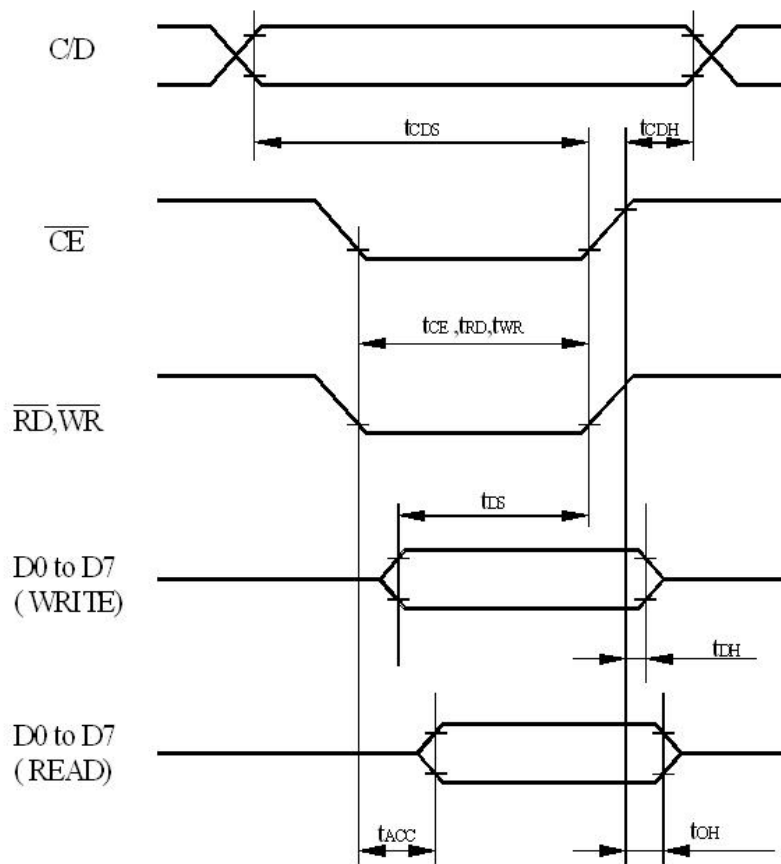 C/D
tCDS
tCDH
CE
tCE ,tRD,tWR
RD,WR
tDS
D0 to D7
( WRITE)
tDH
D0 to D7
( READ)
tACC
tOH